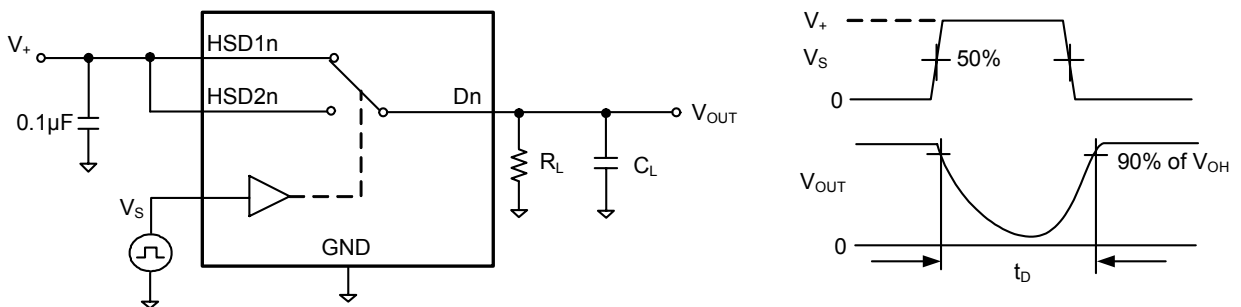 V+
HSD1n
HSD2n
0.1µF
Dn
VOUT
RL
CL
VS
GND
V+
VS
50%
0
VOUT
90% of VOH
0
tD